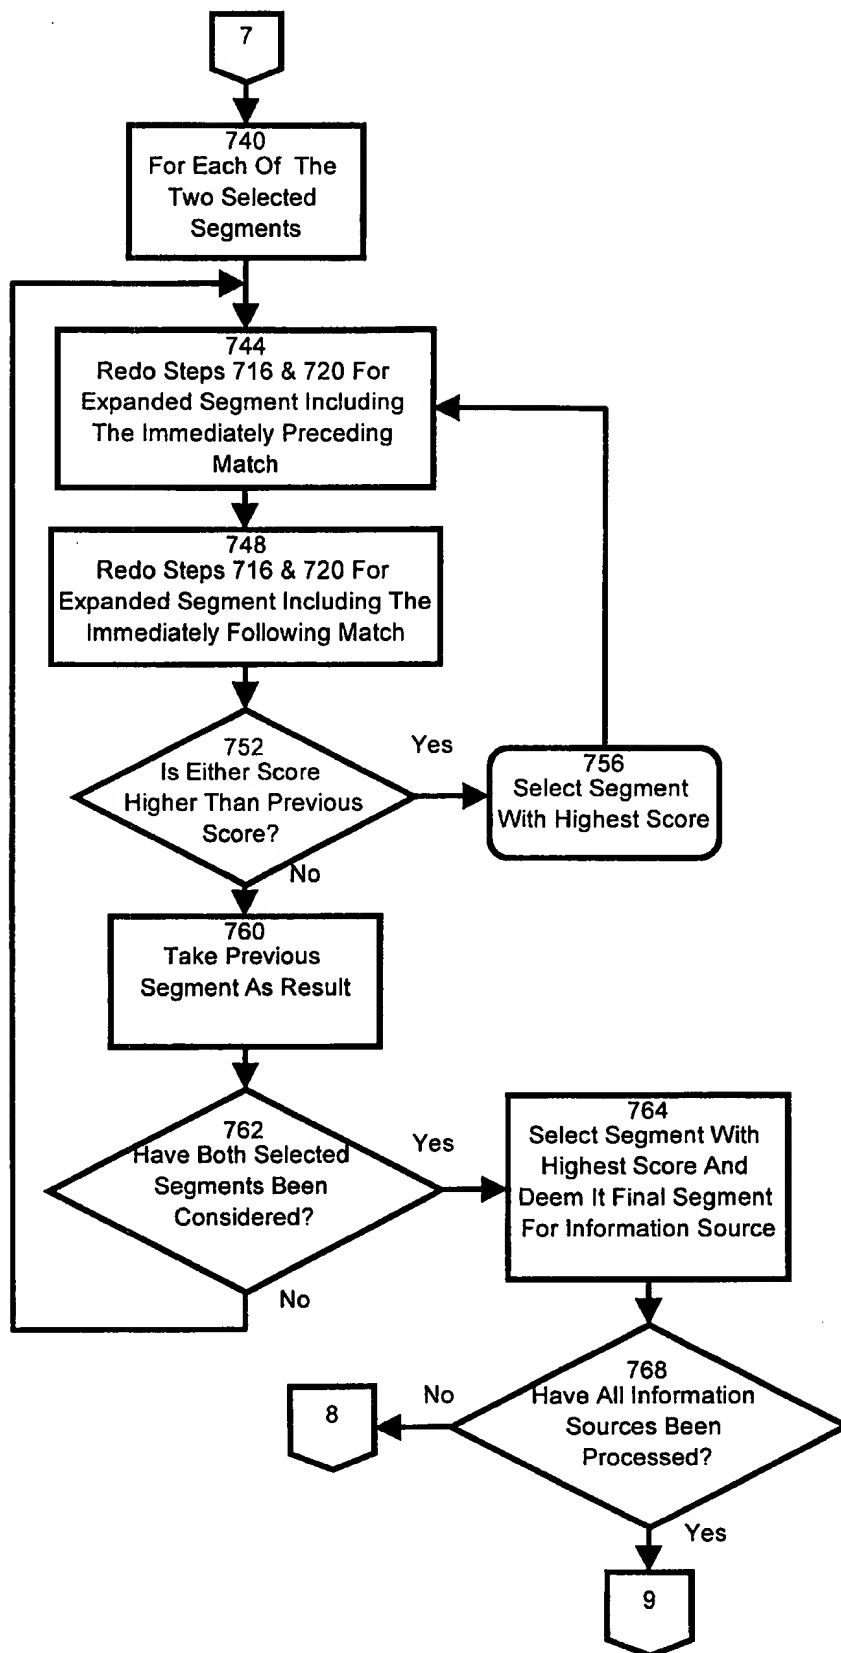 7
740
For Each Of The
Two Selected
Segments
744
Redo Steps 716 & 720 For
Expanded Segment Including
The Immediately Preceding
Match
748
Redo Steps 716 & 720 For
Expanded Segment Including The
Immediately Following Match
752
Is Either Score
Higher Than Previous
Score?
Yes
756
Select Segment
With Highest Score
No
760
Take Previous
Segment As Result
762
Have Both Selected
Segments Been
Considered?
Yes
No
764
Select Segment With
Highest Score And
Deem It Final Segment
For Information Source
768
Have All Information
Sources Been
Processed?
No
8
Yes
9